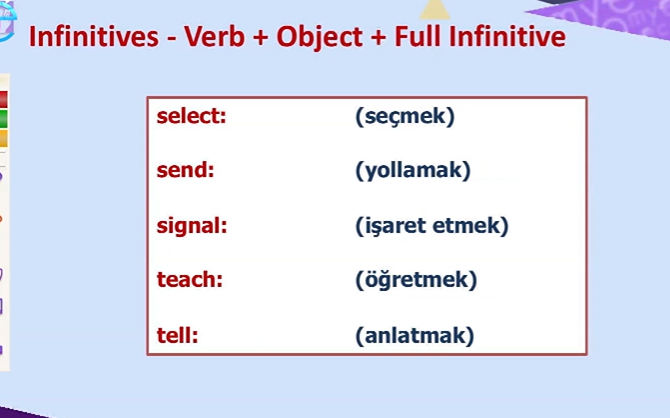 Infinitives - Verb + Object + Full Infinitive
select: (seçmek)
send: (yollamak)
signal: (işaret etmek)
teach: (öğretmek)
tell: (anlatmak)